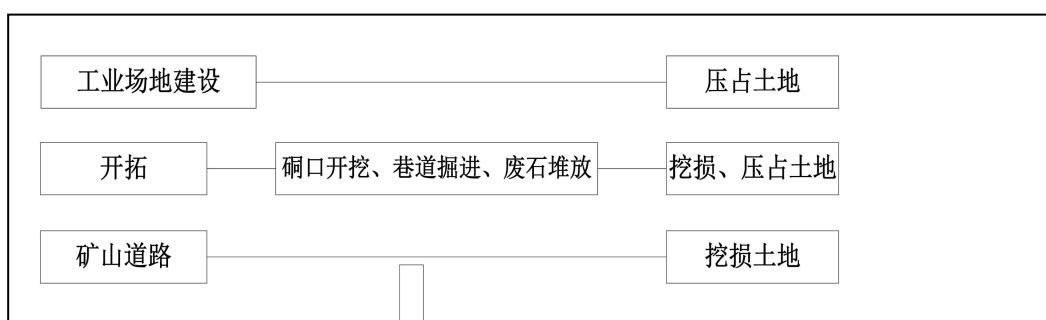 工业场地建设
压占土地
开拓
硐口开挖、巷道掘进、废石堆放
挖损、压占土地
矿山道路
挖损土地